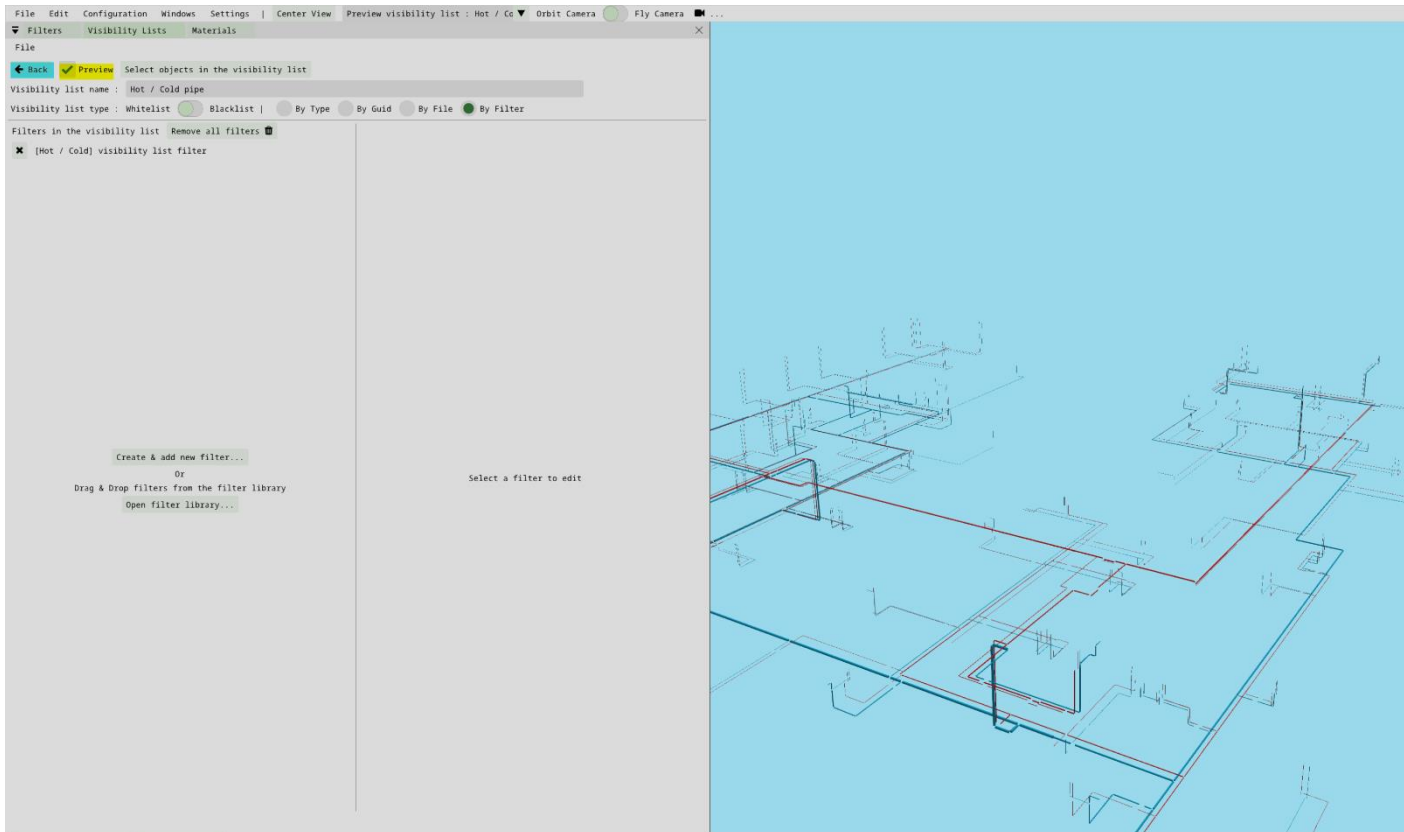 File Edit Configuration Windows Settings | Center View Preview visibility list : Hot / Co Orbit Camera Fly Camera ...
Filters Visibility Lists Materials
File
Back Preview Select objects in the visibility list
Visibility list name : Hot / Cold pipe
Visibility list type : Whitelist Blacklist | By Type By Guid By File By Filter
Filters in the visibility list Remove all filters
[Hot / Cold] visibility list filter
Create & add new filter...
Or
Drag & Drop filters from the filter library
Open filter library...
Select a filter to edit